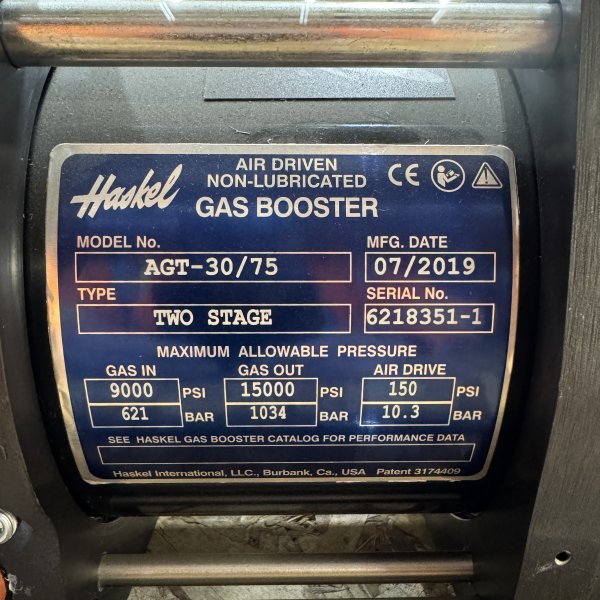 Haskel
AIR DRIVEN
NON-LUBRICATED
GAS BOOSTER
CE
MODEL No.
AGT-30/75
MFG. DATE
07/2019
TYPE
TWO STAGE
SERIAL No.
6218351-1
MAXIMUM ALLOWABLE PRESSURE
GAS IN GAS OUT AIR DRIVE
9000 PSI 15000 PSI 150 PSI
621 BAR 1034 BAR 10.3 BAR
SEE HASKEL GAS BOOSTER CATALOG FOR PERFORMANCE DATA
Haskel International, LLC., Burbank, Ca., USA Patent 3174409